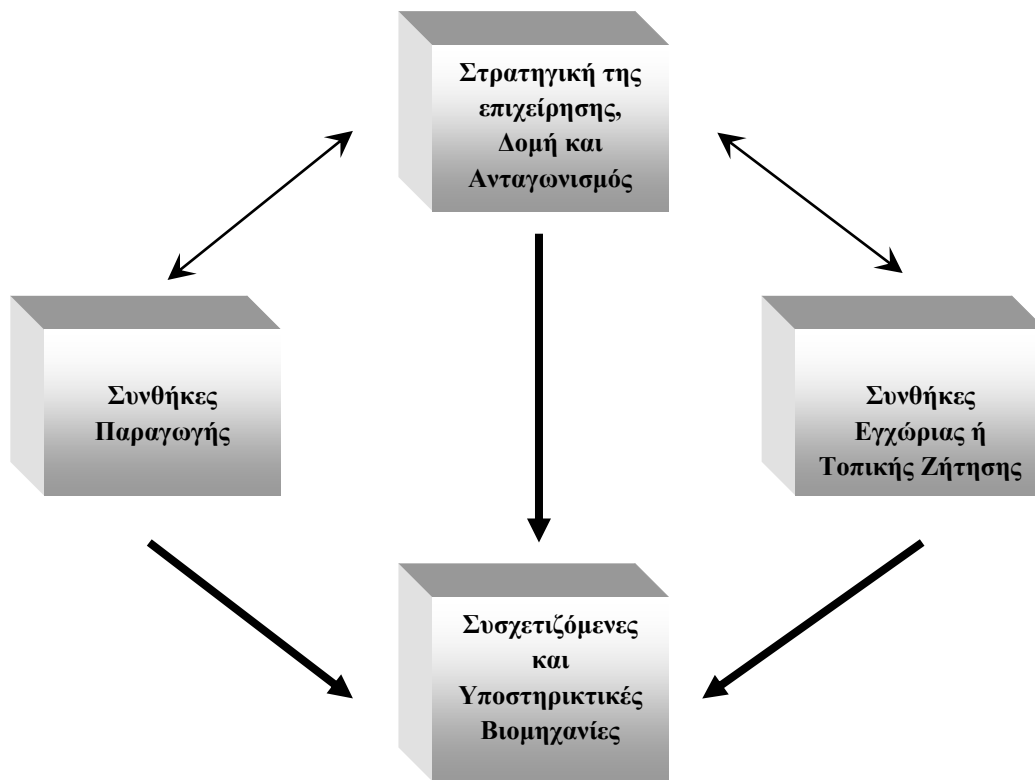 Στρατηγική της
επιχείρησης,
Δομή και
Ανταγωνισμός
Συνθήκες
Παραγωγής
Συνθήκες
Εγχώριας ή
Τοπικής Ζήτησης
Συσχετιζόμενες
και
Υποστηρικτικές
Βιομηχανίες